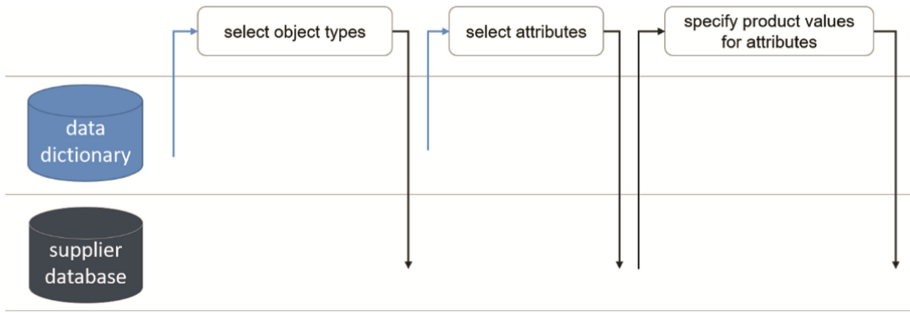 select object types
select attributes
specify product values
for attributes
data
dictionary
supplier
database